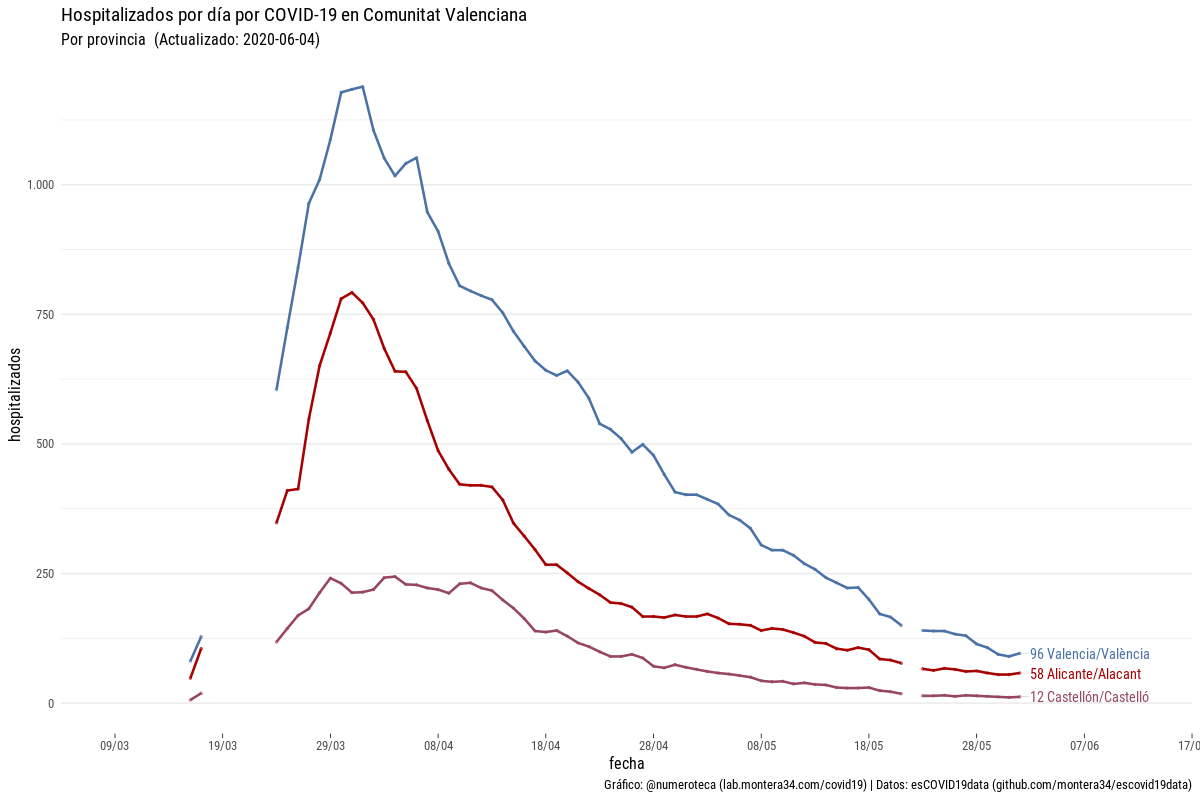 Hospitalizados por día por COVID-19 en Comunitat Valenciana
Por provincia  (Actualizado: 2020-06-04)
hospitalizados
1.000
750
500
250
0
96 Valencia/València
58 Alicante/Alacant
12 Castellón/Castelló
09/03 19/03 29/03 08/04 18/04 28/04 08/05 18/05 28/05 07/06 17/0
fecha
Gráfico: @numeroteca (lab.montera34.com/covid19) | Datos: esCOVID19data (github.com/montera34/escovid19data)